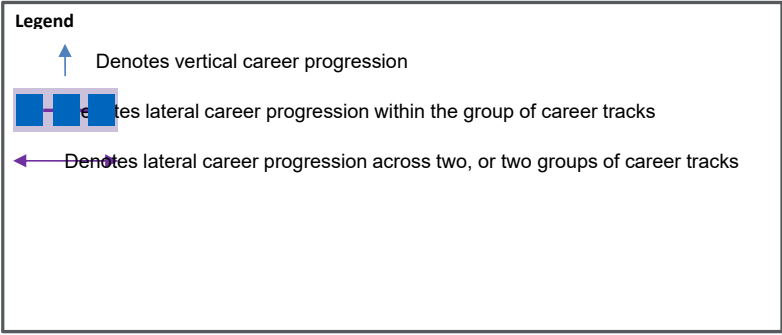 Legend
Denotes vertical career progression
Denotes lateral career progression within the group of career tracks
Denotes lateral career progression across two, or two groups of career tracks